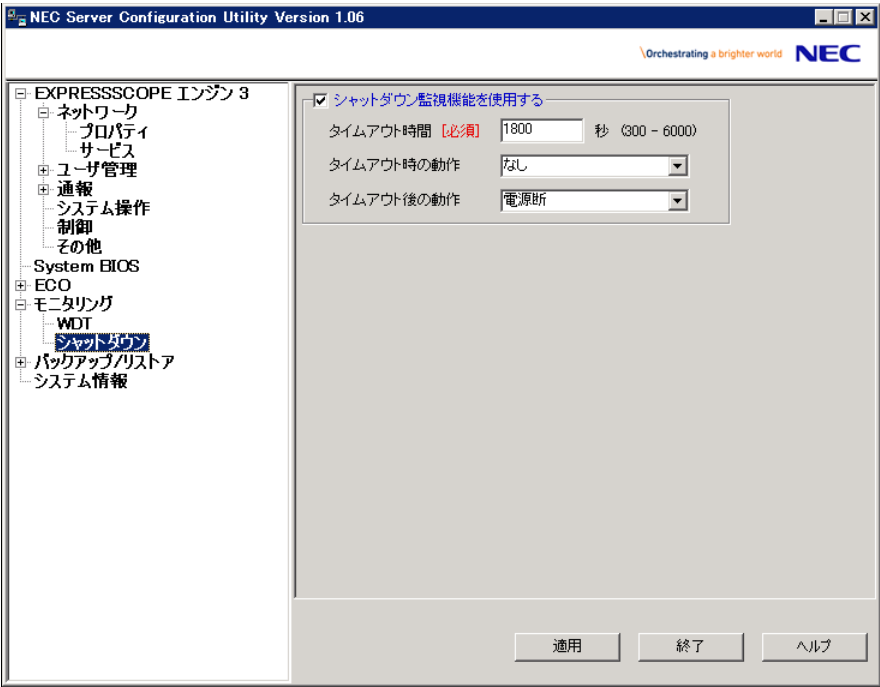 NEC Server Configuration Utility Version 1.06
\Orchestrating a brighter world NEC
EXPRESSSCOPE エンジン 3
ネットワーク
プロパティ
サービス
ユーザ管理
通報
システム操作
制御
その他
System BIOS
ECO
モニタリング
WDT
シャットダウン
バックアップ/リストア
システム情報
シャットダウン監視機能を使用する
タイムアウト時間 [必須] 1800 秒 (300 - 6000)
タイムアウト時の動作 なし
タイムアウト後の動作 電源断
適用 終了 ヘルプ